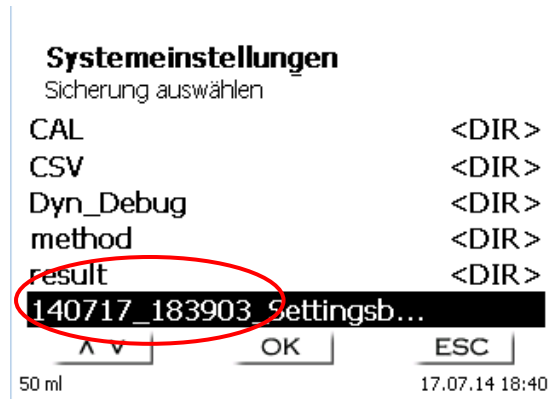 Systemeinstellungen
Sicherung auswählen
CAL <DIR>
CSV <DIR>
Dyn_Debug <DIR>
method <DIR>
result <DIR>
140717_183903_Settingsb...
∧ ∨ OK ESC
50 ml 17.07.14 18:40